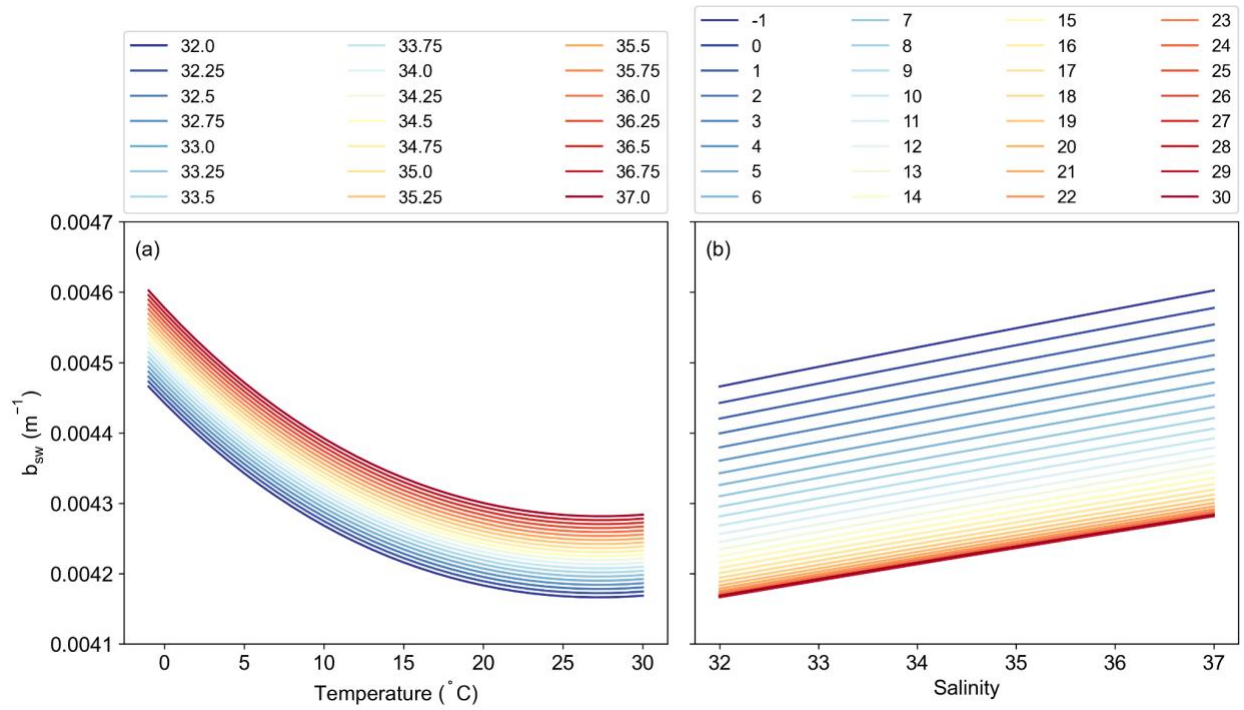 32.0 33.75 35.5
32.25 34.0 35.75
32.5 34.25 36.0
32.75 34.5 36.25
33.0 34.75 36.5
33.25 35.0 36.75
33.5 35.25 37.0
-1 7 15 23
0 8 16 24
1 9 17 25
2 10 18 26
3 11 19 27
4 12 20 28
5 13 21 29
6 14 22 30
(a)
0.0047
0.0046
0.0045
0.0044
0.0043
0.0042
0.0041
b_sw (m⁻¹)
0 5 10 15 20 25 30
Temperature (°C)
(b)
32 33 34 35 36 37
Salinity